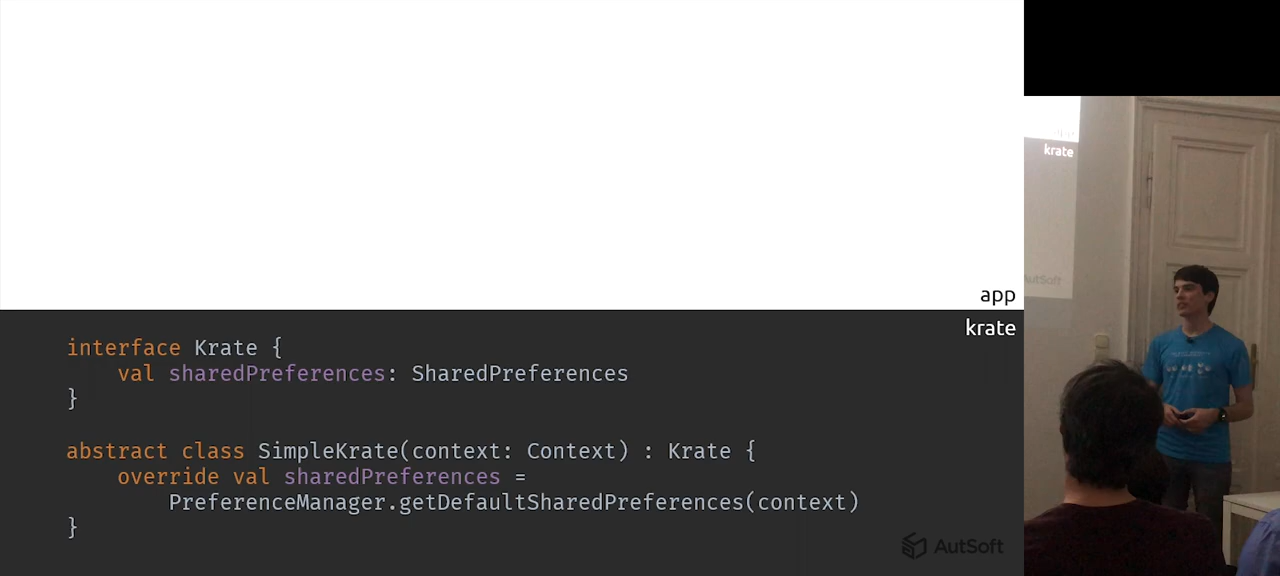 app
krate
interface Krate {
    val sharedPreferences: SharedPreferences
}
abstract class SimpleKrate(context: Context) : Krate {
    override val sharedPreferences =
        PreferenceManager.getDefaultSharedPreferences(context)
}
AutSoft
krate
AutSoft